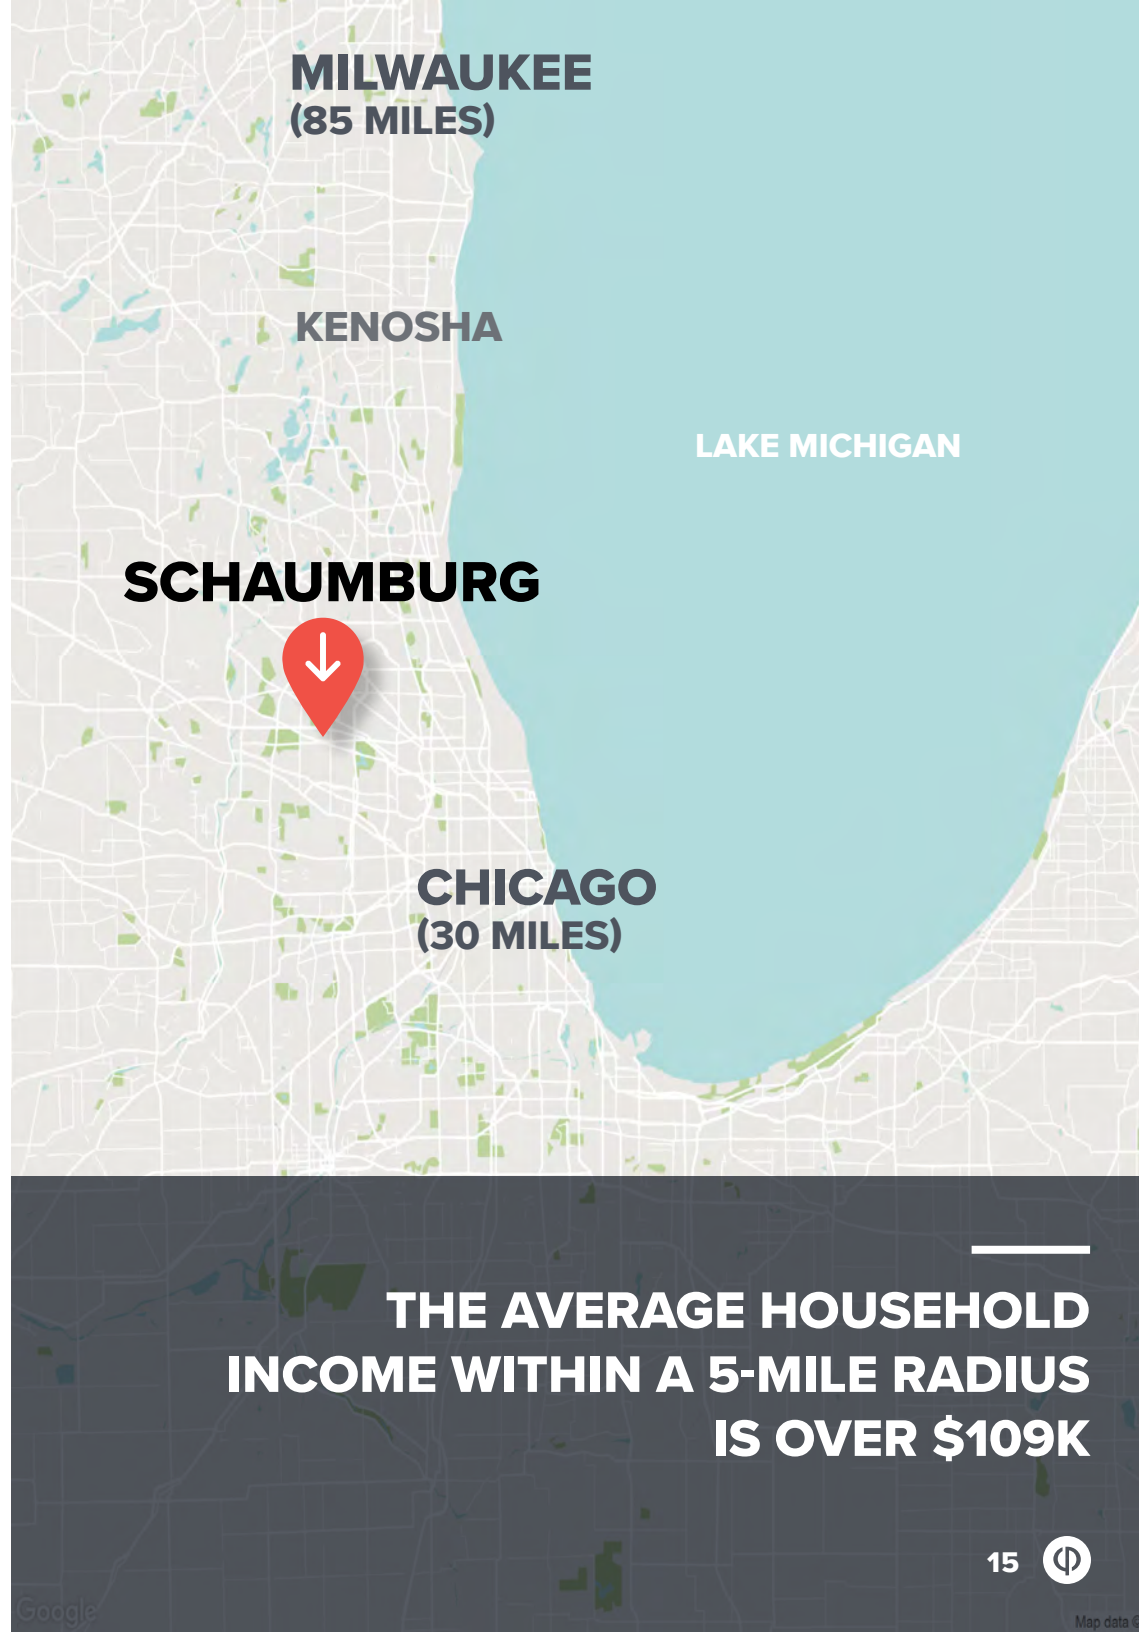 MILWAUKEE
(85 MILES)
KENOSHA
LAKE MICHIGAN
SCHAUMBURG
CHICAGO
(30 MILES)
THE AVERAGE HOUSEHOLD
INCOME WITHIN A 5-MILE RADIUS
IS OVER $109K
15
Google
Map data ©